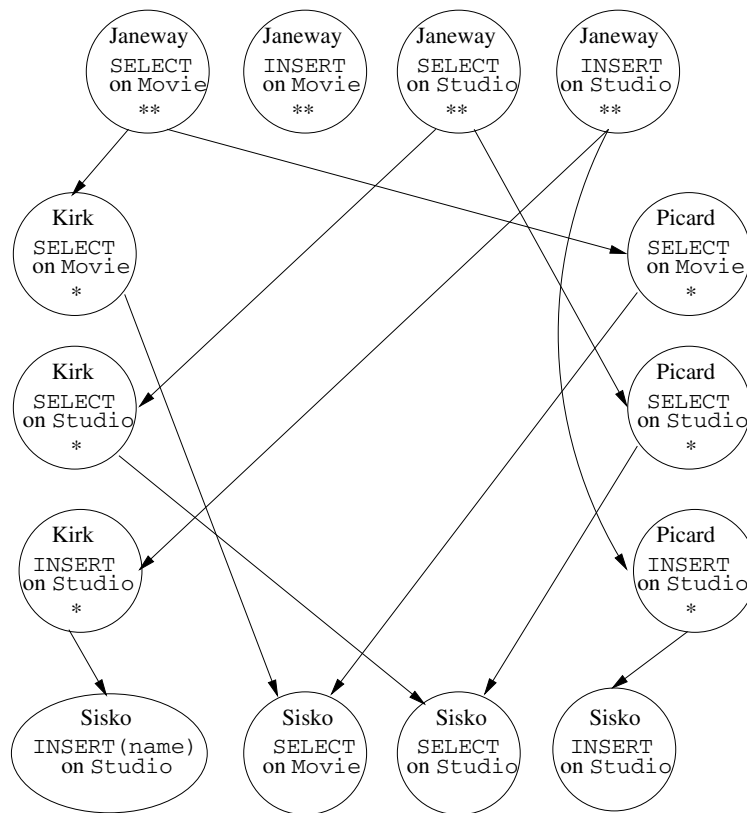 Janeway
SELECT
on Movie
**
Janeway
INSERT
on Movie
**
Janeway
SELECT
on Studio
**
Janeway
INSERT
on Studio
**
Kirk
SELECT
on Movie
*
Picard
SELECT
on Movie
*
Kirk
SELECT
on Studio
*
Picard
SELECT
on Studio
*
Kirk
INSERT
on Studio
*
Picard
INSERT
on Studio
*
Sisko
INSERT(name)
on Studio
Sisko
SELECT
on Movie
Sisko
SELECT
on Studio
Sisko
INSERT
on Studio